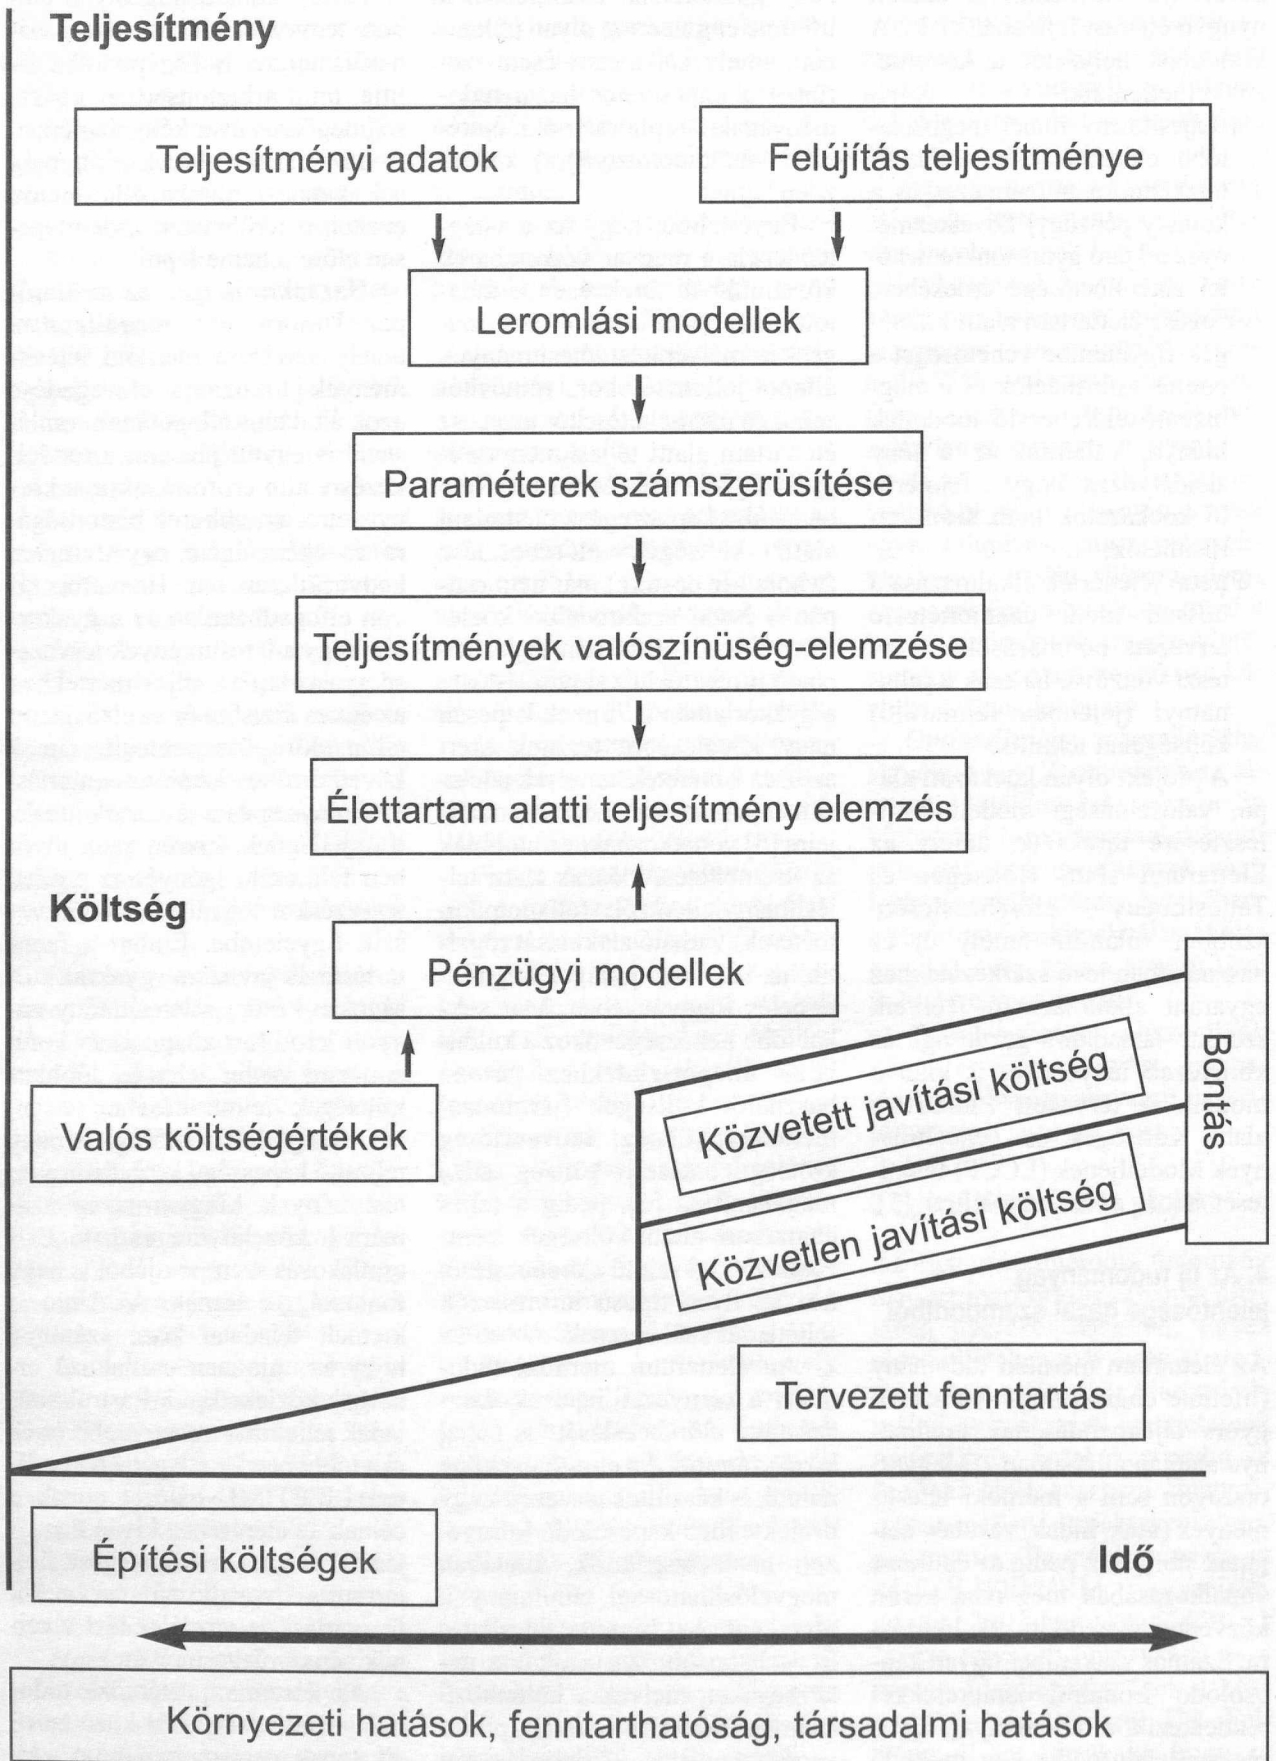 Teljesítmény
Teljesítményi adatok
Felújítás teljesítménye
Leromlási modellek
Paraméterek számszerüsítése
Teljesítmények valószínüség-elemzése
Élettartam alatti teljesítmény elemzés
Költség
Pénzügyi modellek
Valós költségértékek
Közvetett javítási költség
Közvetlen javítási költség
Bontás
Tervezett fenntartás
Építési költségek
Idő
Környezeti hatások, fenntarthatóság, társadalmi hatások